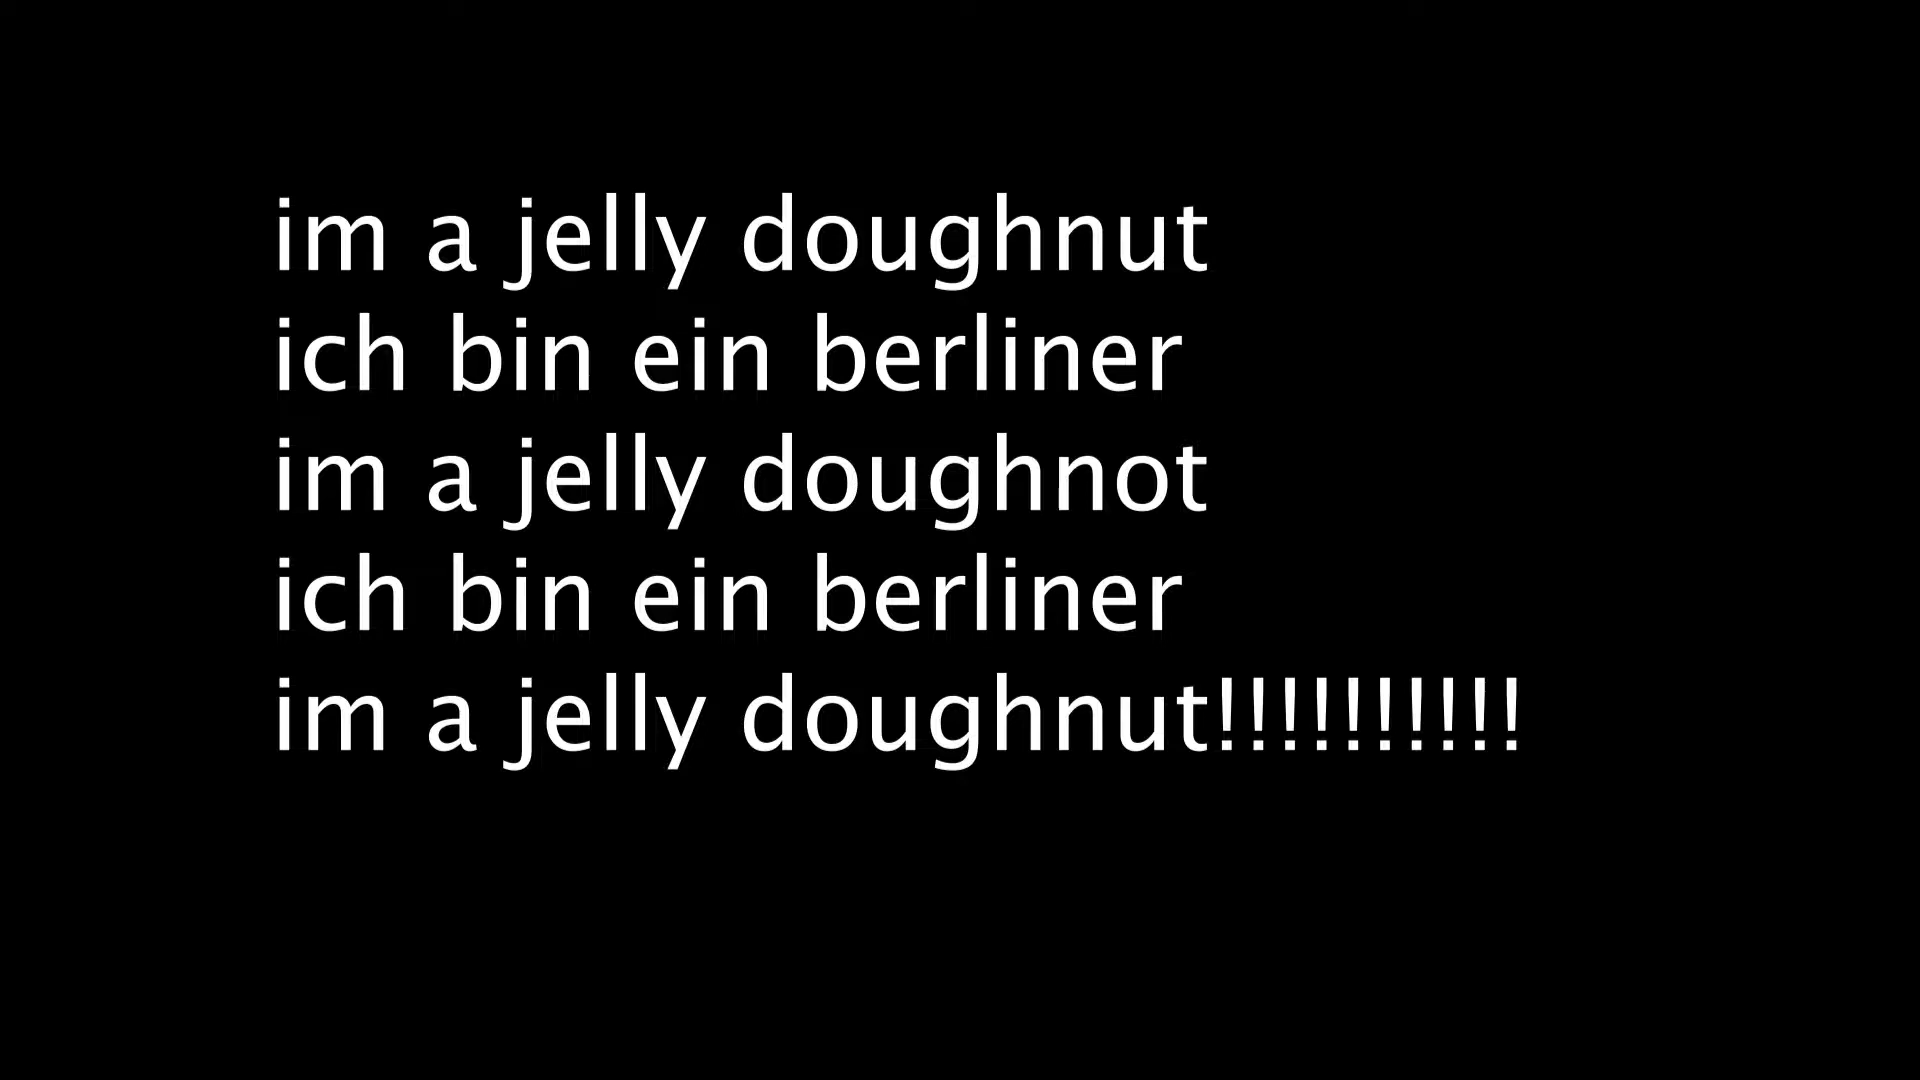 im a jelly doughnut
ich bin ein berliner
im a jelly doughnot
ich bin ein berliner
im a jelly doughnut!!!!!!!!!!